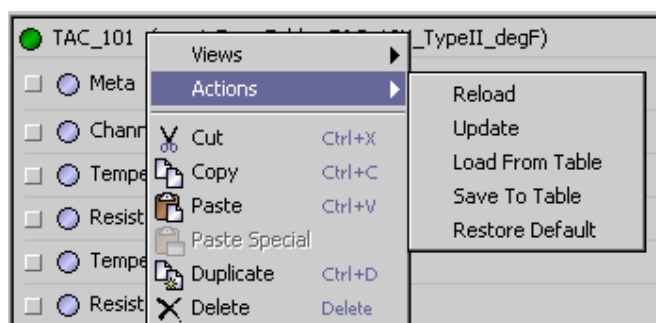 TAC_101
_TypeII_degF)
Views
Meta
Actions
Reload
Update
Load From Table
Save To Table
Restore Default
Chann
Cut Ctrl+X
Tempe
Copy Ctrl+C
Resist
Paste Ctrl+V
Paste Special
Tempe
Duplicate Ctrl+D
Resist
Delete Delete